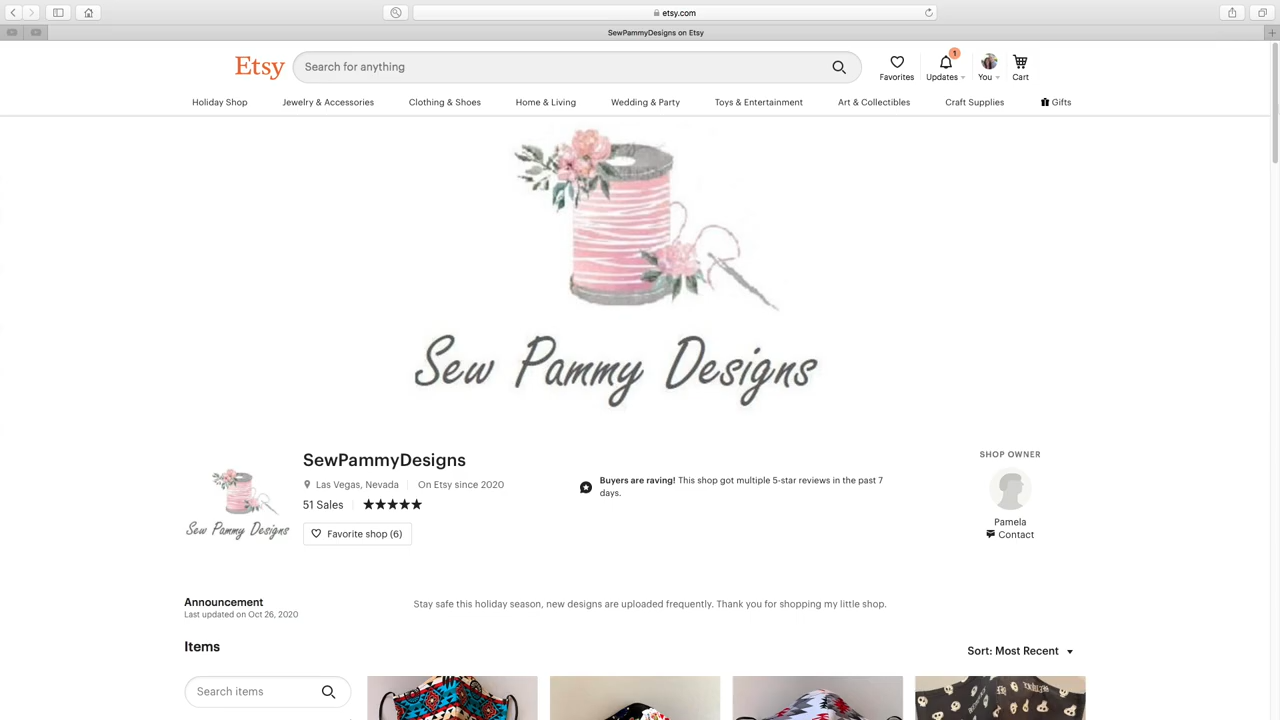 etsy.com
SewPammyDesigns on Etsy
Etsy
Search for anything
Favorites
1
Updates
You
Cart
Holiday Shop
Jewelry & Accessories
Clothing & Shoes
Home & Living
Wedding & Party
Toys & Entertainment
Art & Collectibles
Craft Supplies
Gifts
Sew Pammy Designs
Sew Pammy Designs
SewPammyDesigns
Las Vegas, Nevada
On Etsy since 2020
51 Sales
Favorite shop (6)
Buyers are raving! This shop got multiple 5-star reviews in the past 7
days.
SHOP OWNER
Pamela
Contact
Announcement
Last updated on Oct 26, 2020
Stay safe this holiday season, new designs are uploaded frequently. Thank you for shopping my little shop.
Items
Sort: Most Recent
Search items